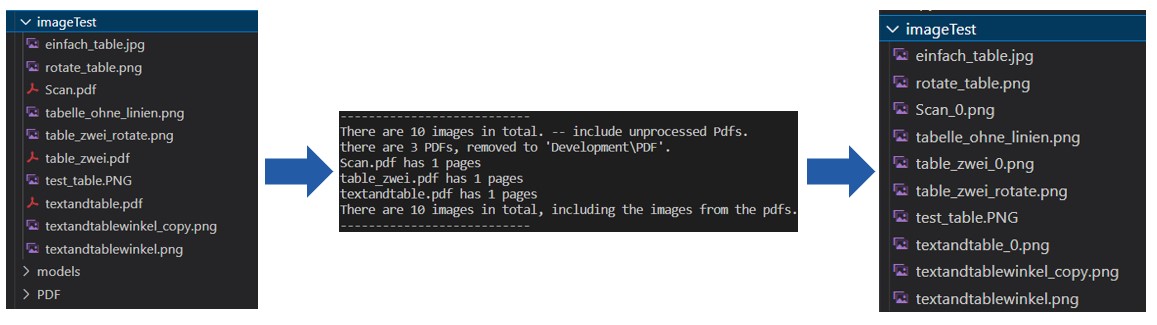 imageTest
einfach_table.jpg
rotate_table.png
Scan.pdf
tabelle_ohne_linien.png
table_zwei_rotate.png
table_zwei.pdf
test_table.PNG
textandtable.pdf
textandtablewinkel_copy.png
textandtablewinkel.png
models
PDF
---------------------------
There are 10 images in total. -- include unprocessed Pdfs.
there are 3 PDFs, removed to 'Development\PDF'.
Scan.pdf has 1 pages
table_zwei.pdf has 1 pages
textandtable.pdf has 1 pages
There are 10 images in total, including the images from the pdfs.
---------------------------
imageTest
einfach_table.jpg
rotate_table.png
Scan_0.png
tabelle_ohne_linien.png
table_zwei_0.png
table_zwei_rotate.png
test_table.PNG
textandtable_0.png
textandtablewinkel_copy.png
textandtablewinkel.png